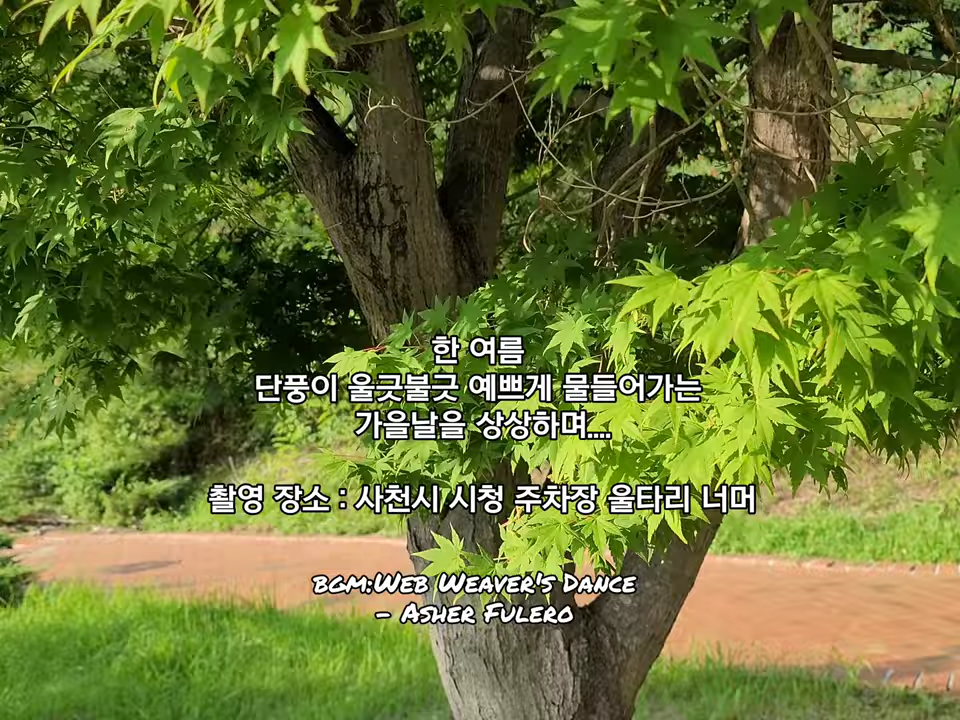 한 여름
단풍이 울긋불긋 예쁘게 물들어가는
가을날을 상상하며....
촬영 장소 : 사천시 시청 주차장 울타리 너머
BGM:WEB WEAVER'S DANCE
- ASHER FULERO